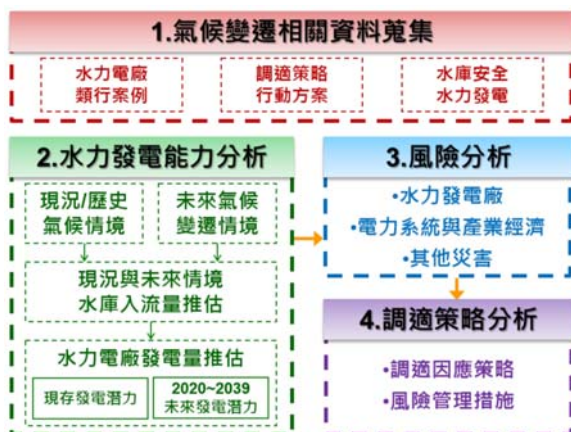 1.氣候變遷相關資料蒐集
水力電廠
類行案例
調適策略
行動方案
水庫安全
水力發電
2.水力發電能力分析
現況/歷史
氣候情境
未來氣候
變遷情境
現況與未來情境
水庫入流量推估
水力電廠發電量推估
現存發電潛力
2020~2039
未來發電潛力
3.風險分析
•水力發電廠
•電力系統與產業經濟
•其他災害
4.調適策略分析
•調適因應策略
•風險管理措施